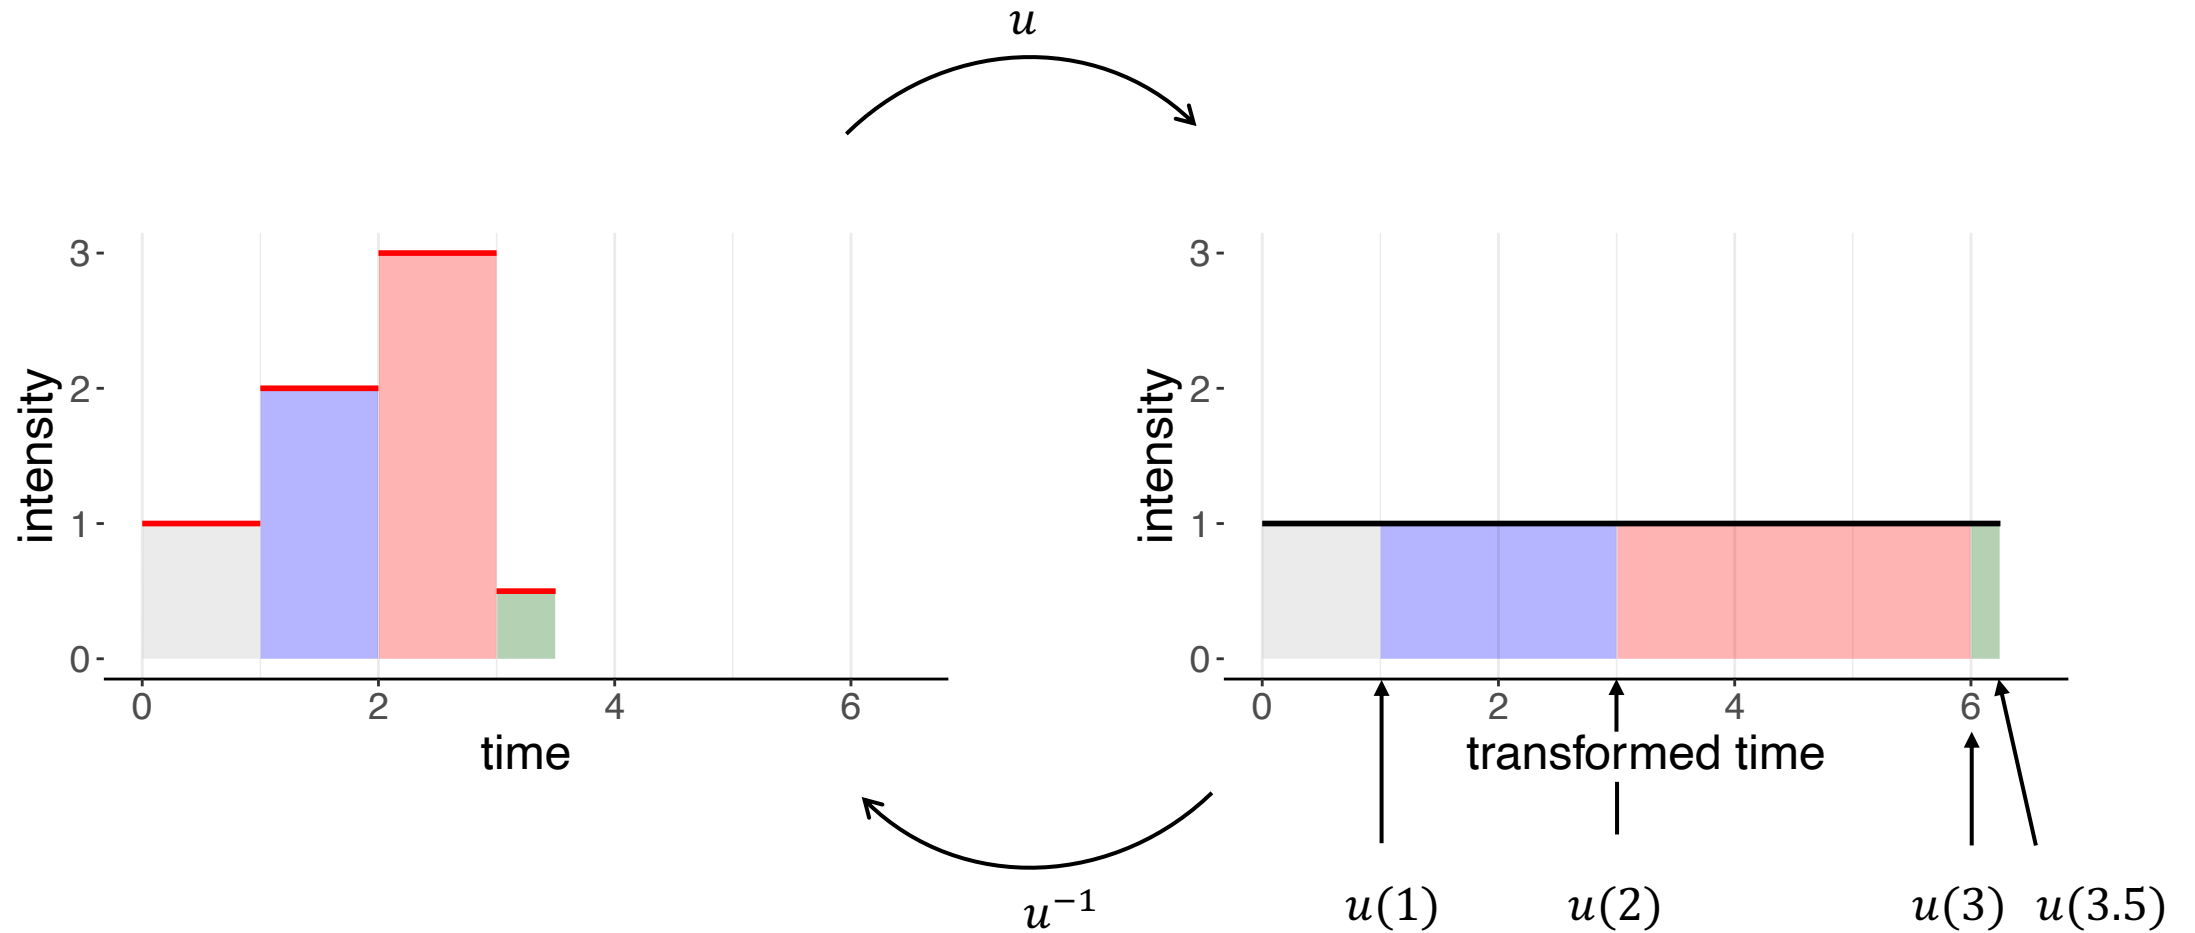 u
3
2
1
0
intensity
0 2 4 6
time
3
2
1
0
intensity
0 2 4 6
transformed time
u⁻¹
u(1) u(2) u(3) u(3.5)